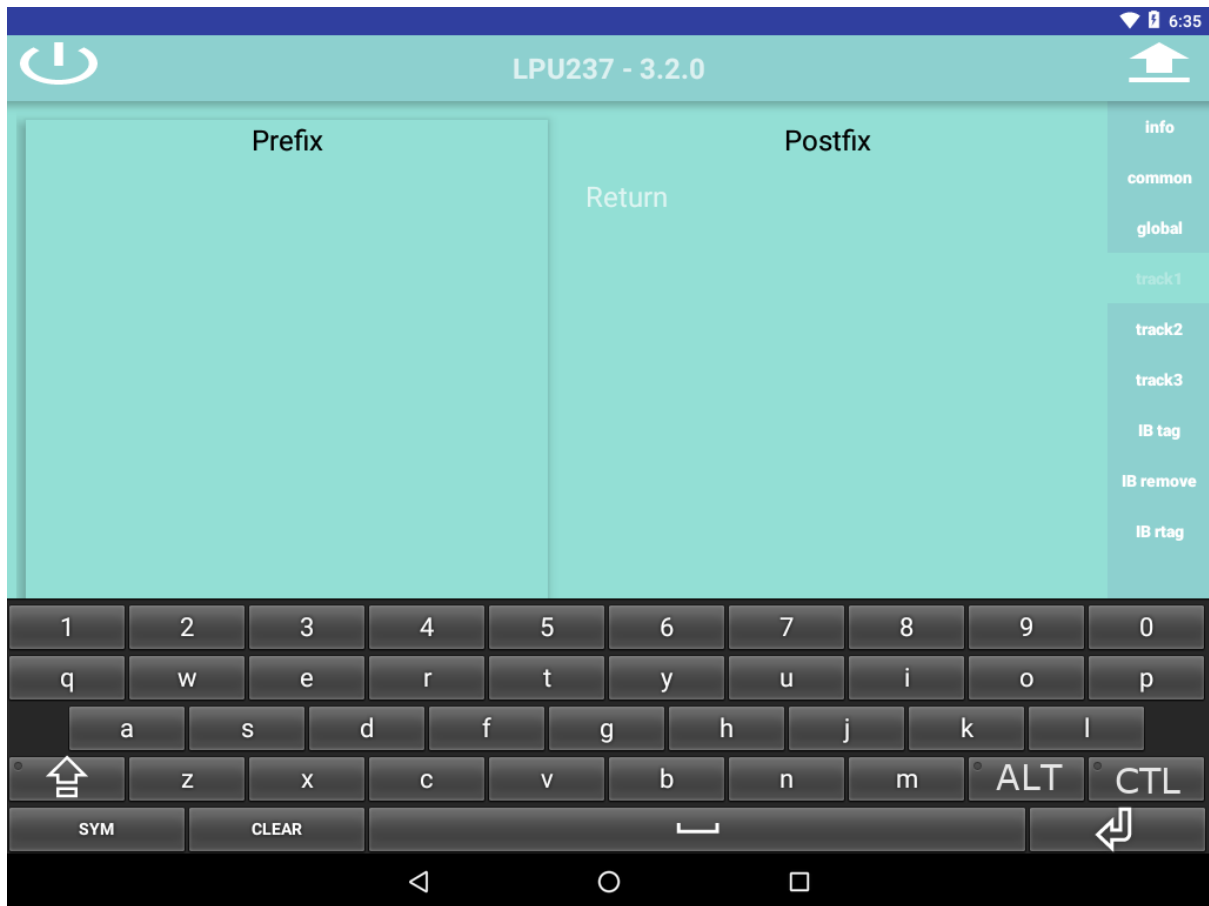 6:35
LPU237 - 3.2.0
Prefix
Postfix
Return
info
common
global
track1
track2
track3
IB tag
IB remove
IB rtag
1 2 3 4 5 6 7 8 9 0
q w e r t y u i o p
a s d f g h j k l
z x c v b n m ALT CTL
SYM CLEAR